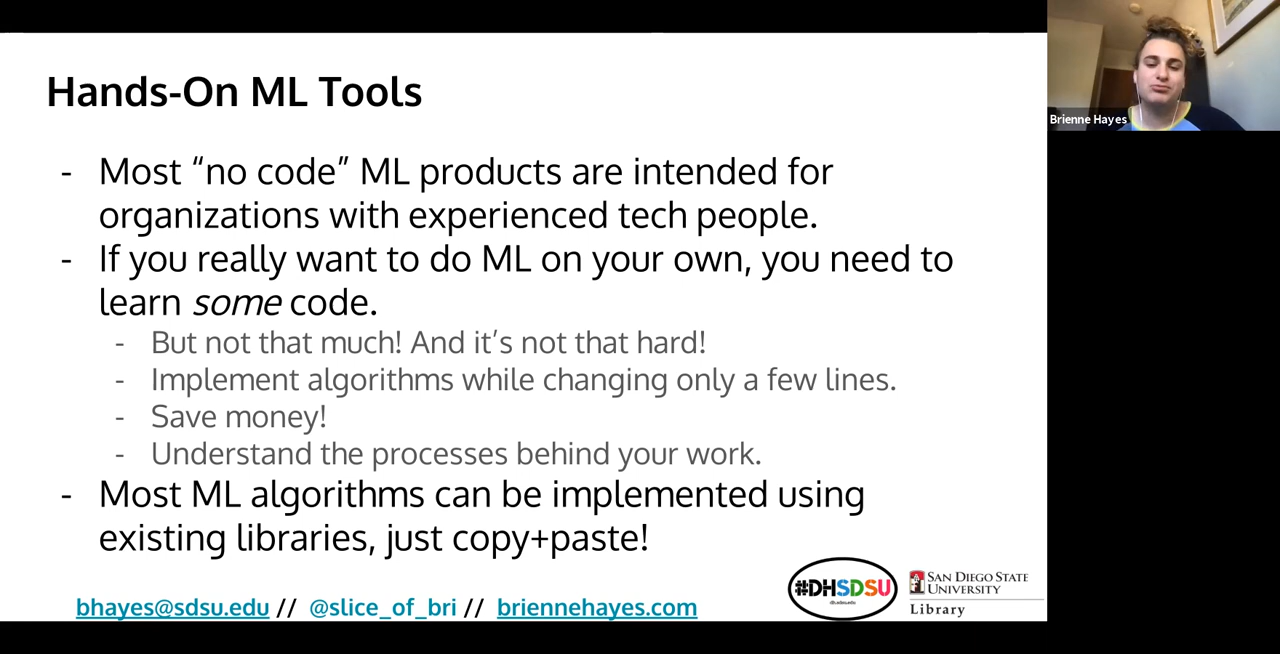 Hands-On ML Tools
- Most “no code” ML products are intended for
organizations with experienced tech people.
- If you really want to do ML on your own, you need to
learn some code.
- But not that much! And it’s not that hard!
- Implement algorithms while changing only a few lines.
- Save money!
- Understand the processes behind your work.
- Most ML algorithms can be implemented using
existing libraries, just copy+paste!
bhayes@sdsu.edu // @slice_of_bri // briennehayes.com
#DHSDSU
SAN DIEGO STATE
UNIVERSITY
Library
Brienne Hayes